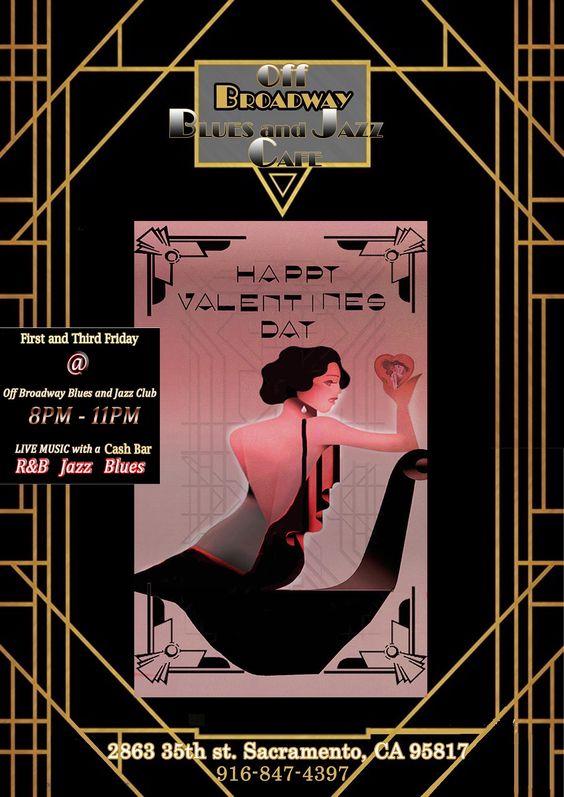 Off
BROADWAY
BLUES and JAZZ
CAFE
HAPPY
VALENTINES
DAY
First and Third Friday
@
Off Broadway Blues and Jazz Club
8PM - 11PM
LIVE MUSIC with a Cash Bar
R&B Jazz Blues
2863 35th st. Sacramento, CA 95817
916-847-4397